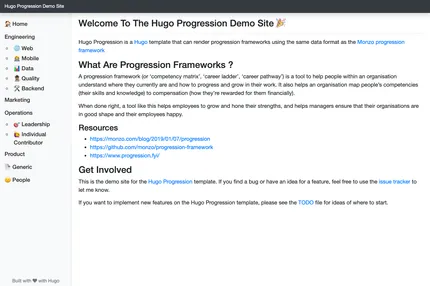 Hugo Progression Demo Site
🏠 Home
Engineering
🌐 Web
📱 Mobile
📊 Data
Quality
🛠 Backend
Marketing
Operations
🎯 Leadership
Individual
Contributor
Product
Generic
People
Built with ❤ with Hugo
Welcome To The Hugo Progression Demo Site 🎉
Hugo Progression is a Hugo template that can render progression frameworks using the same data format as the Monzo progression
framework
What Are Progression Frameworks ?
A progression framework (or 'competency matrix', 'career ladder', 'career pathway') is a tool to help people within an organisation
understand where they currently are and how to progress and grow in their work. It also helps an organisation map people's competencies
(their skills and knowledge) to compensation (how they're rewarded for them financially).
When done right, a tool like this helps employees to grow and hone their strengths, and helps managers ensure that their organisations are
in good shape and their employees happy.
Resources
https://monzo.com/blog/2019/01/07/progression
https://github.com/monzo/progression-framework
https://www.progression.fyi/
Get Involved
This is the demo site for the Hugo Progression template. If you find a bug or have an idea for a feature, feel free to use the Issue tracker to
let me know.
If you want to implement new features on the Hugo Progression template, please see the TODO file for ideas of where to start.